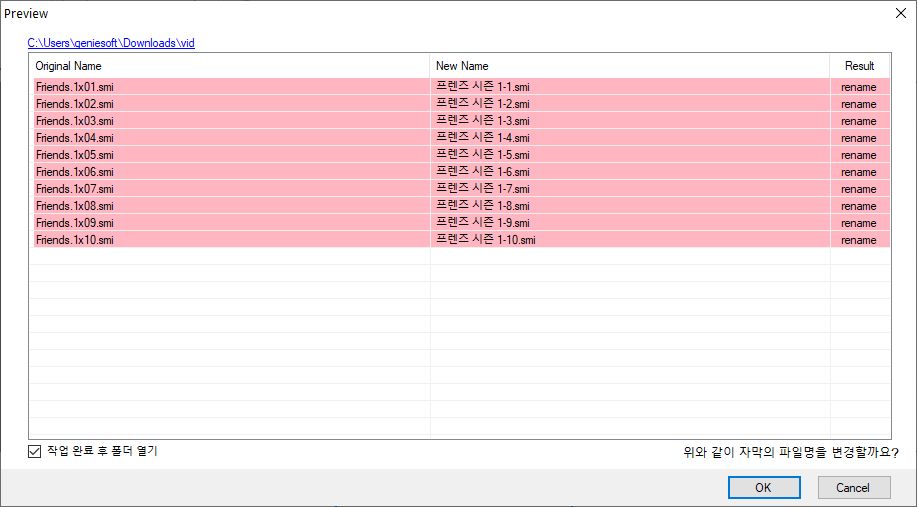 Preview
C:\Users\geniesoft\Downloads\vid
Original Name New Name Result
Friends.1x01.smi 프렌즈 시즌 1-1.smi rename
Friends.1x02.smi 프렌즈 시즌 1-2.smi rename
Friends.1x03.smi 프렌즈 시즌 1-3.smi rename
Friends.1x04.smi 프렌즈 시즌 1-4.smi rename
Friends.1x05.smi 프렌즈 시즌 1-5.smi rename
Friends.1x06.smi 프렌즈 시즌 1-6.smi rename
Friends.1x07.smi 프렌즈 시즌 1-7.smi rename
Friends.1x08.smi 프렌즈 시즌 1-8.smi rename
Friends.1x09.smi 프렌즈 시즌 1-9.smi rename
Friends.1x10.smi 프렌즈 시즌 1-10.smi rename
작업 완료 후 폴더 열기 위와 같이 자막의 파일명을 변경할까요?
OK Cancel